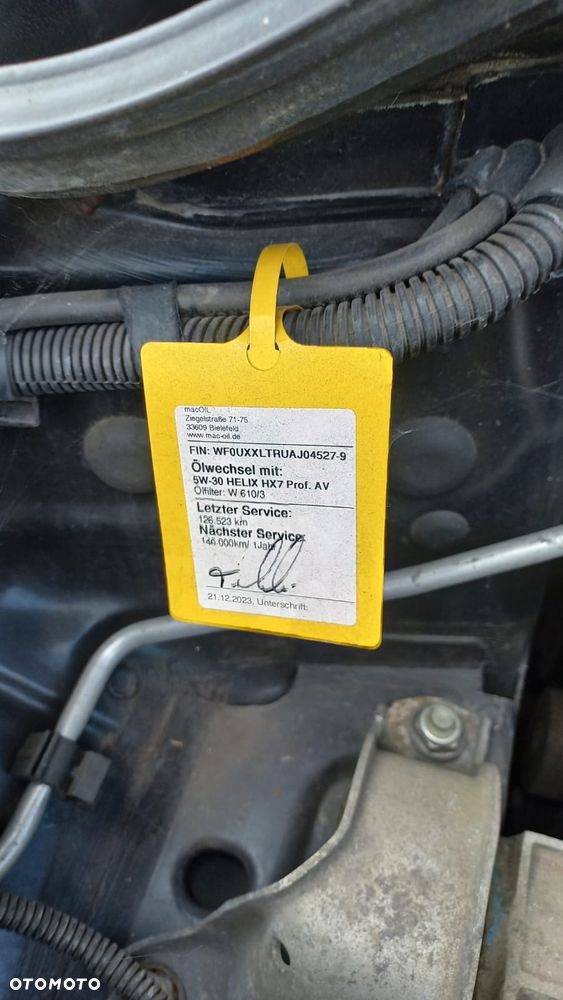 macOIL
Ziegelstraße 71-75
33609 Bielefeld
www.mac-oil.de
FIN: WF0UXXLTRUAJ04527-9
Ölwechsel mit:
5W-30 HELIX HX7 Prof. AV
Ölfilter: W 610/3
Letzter Service:
126.523 km
Nächster Service:
146.000km/ 1Jahr
21.12.2023, Unterschrift:
OTOMOTO